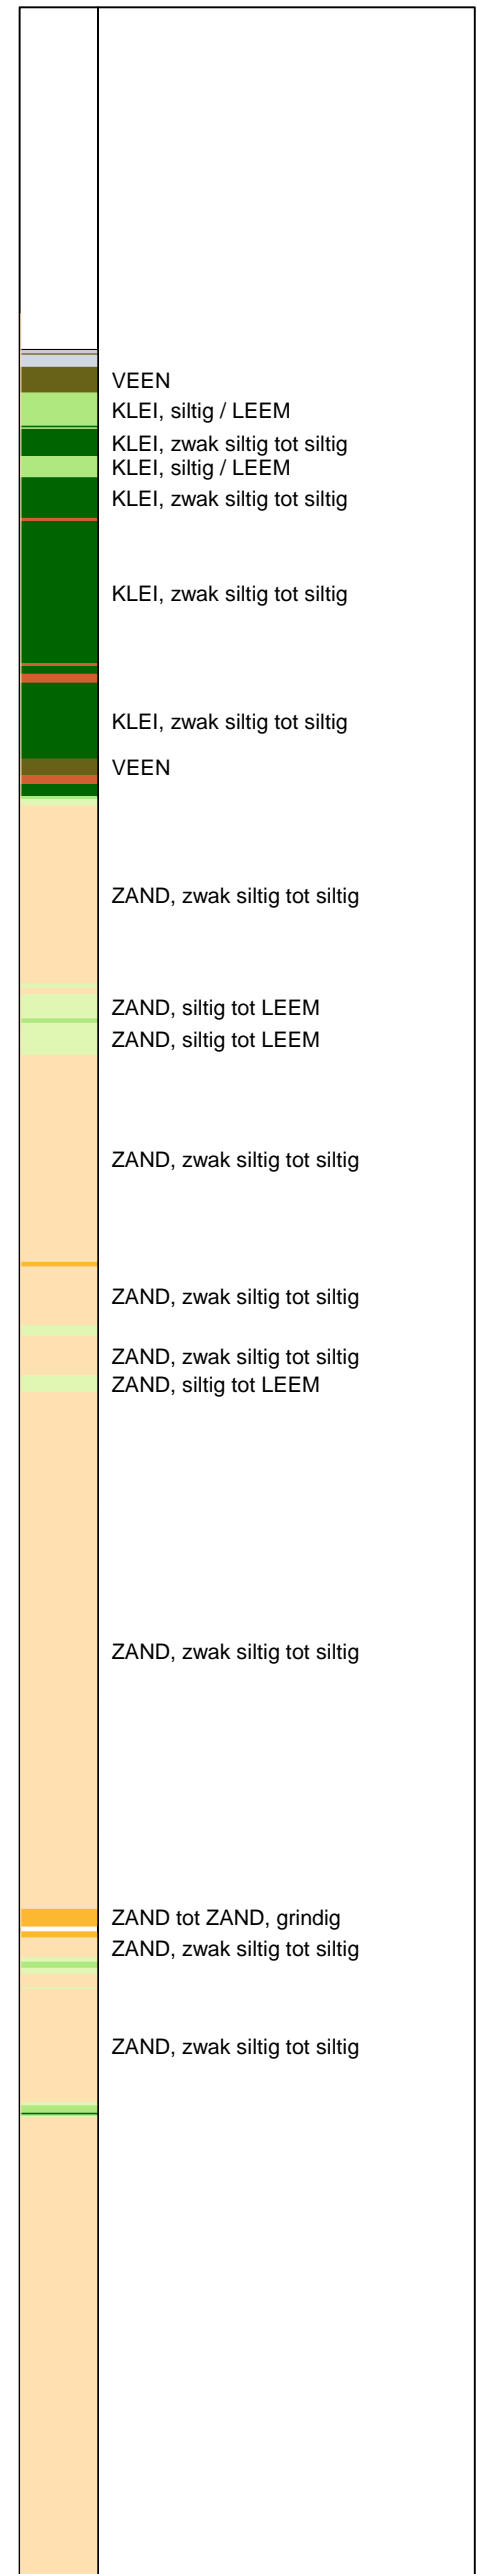 VEEN
KLEI, siltig / LEEM
KLEI, zwak siltig tot siltig
KLEI, siltig / LEEM
KLEI, zwak siltig tot siltig
KLEI, zwak siltig tot siltig
KLEI, zwak siltig tot siltig
VEEN
ZAND, zwak siltig tot siltig
ZAND, siltig tot LEEM
ZAND, siltig tot LEEM
ZAND, zwak siltig tot siltig
ZAND, zwak siltig tot siltig
ZAND, zwak siltig tot siltig
ZAND, siltig tot LEEM
ZAND, zwak siltig tot siltig
ZAND tot ZAND, grindig
ZAND, zwak siltig tot siltig
ZAND, zwak siltig tot siltig